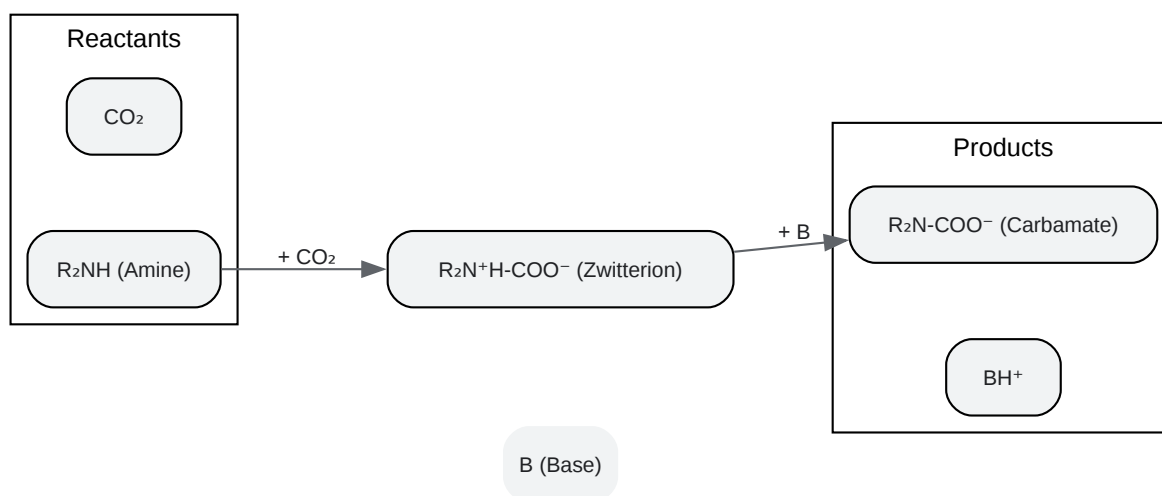 Reactants
CO₂
R₂NH (Amine)
+ CO₂
R₂N⁺H-COO⁻ (Zwitterion)
+ B
Products
R₂N-COO⁻ (Carbamate)
BH⁺
B (Base)